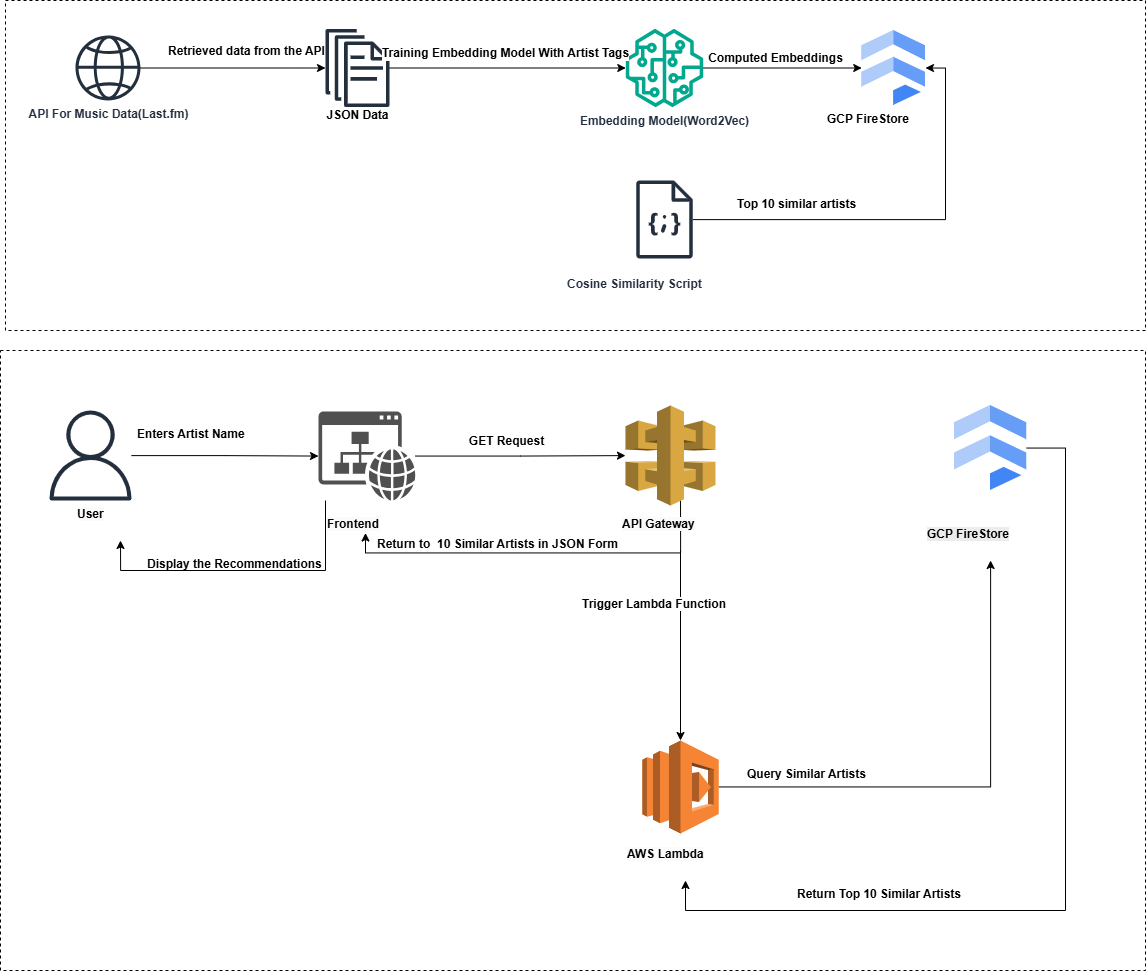 Retrieved data from the API
Training Embedding Model With Artist Tags
Computed Embeddings
API For Music Data(Last.fm)
JSON Data
Embedding Model(Word2Vec)
GCP FireStore
{;}
Top 10 similar artists
Cosine Similarity Script
Enters Artist Name
GET Request
User
Frontend
API Gateway
GCP FireStore
Return to 10 Similar Artists in JSON Form
Display the Recommendations
Trigger Lambda Function
Query Similar Artists
AWS Lambda
Return Top 10 Similar Artists